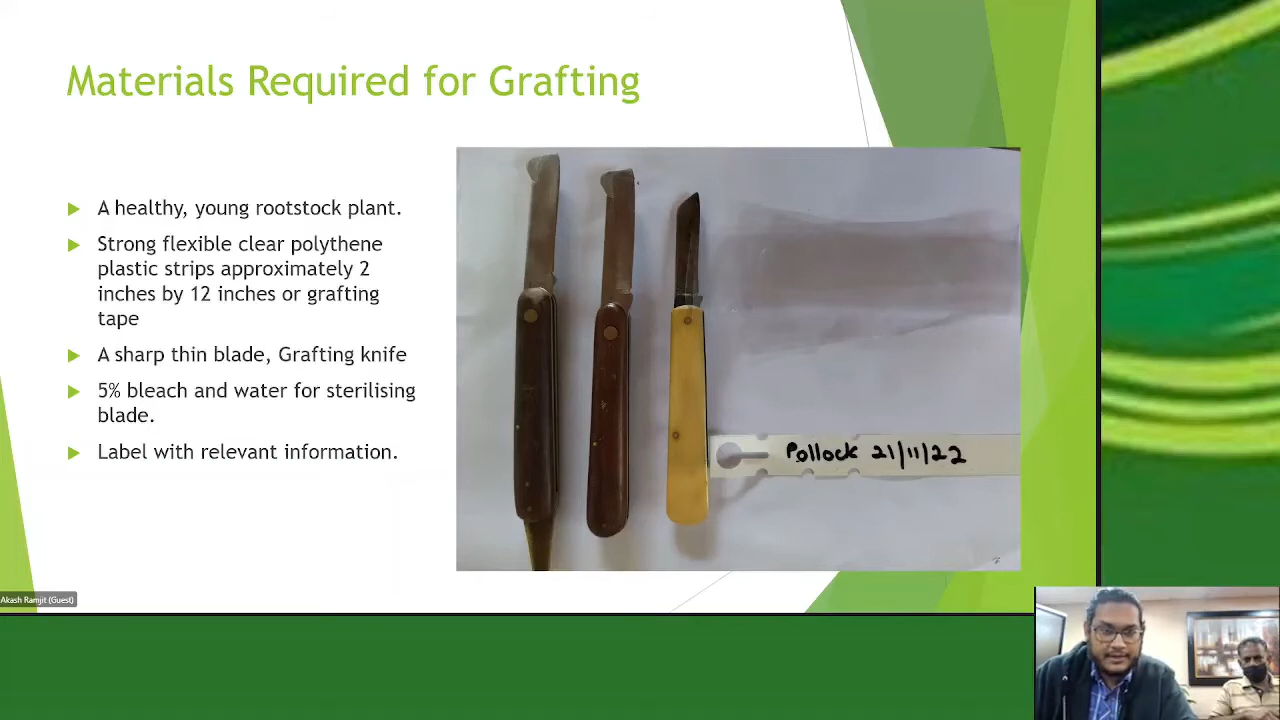 Materials Required for Grafting
A healthy, young rootstock plant.
Strong flexible clear polythene
plastic strips approximately 2
inches by 12 inches or grafting
tape
A sharp thin blade, Grafting knife
5% bleach and water for sterilising
blade.
Label with relevant information.
Pollock 21/11/22
Akash Ramjit (Guest)